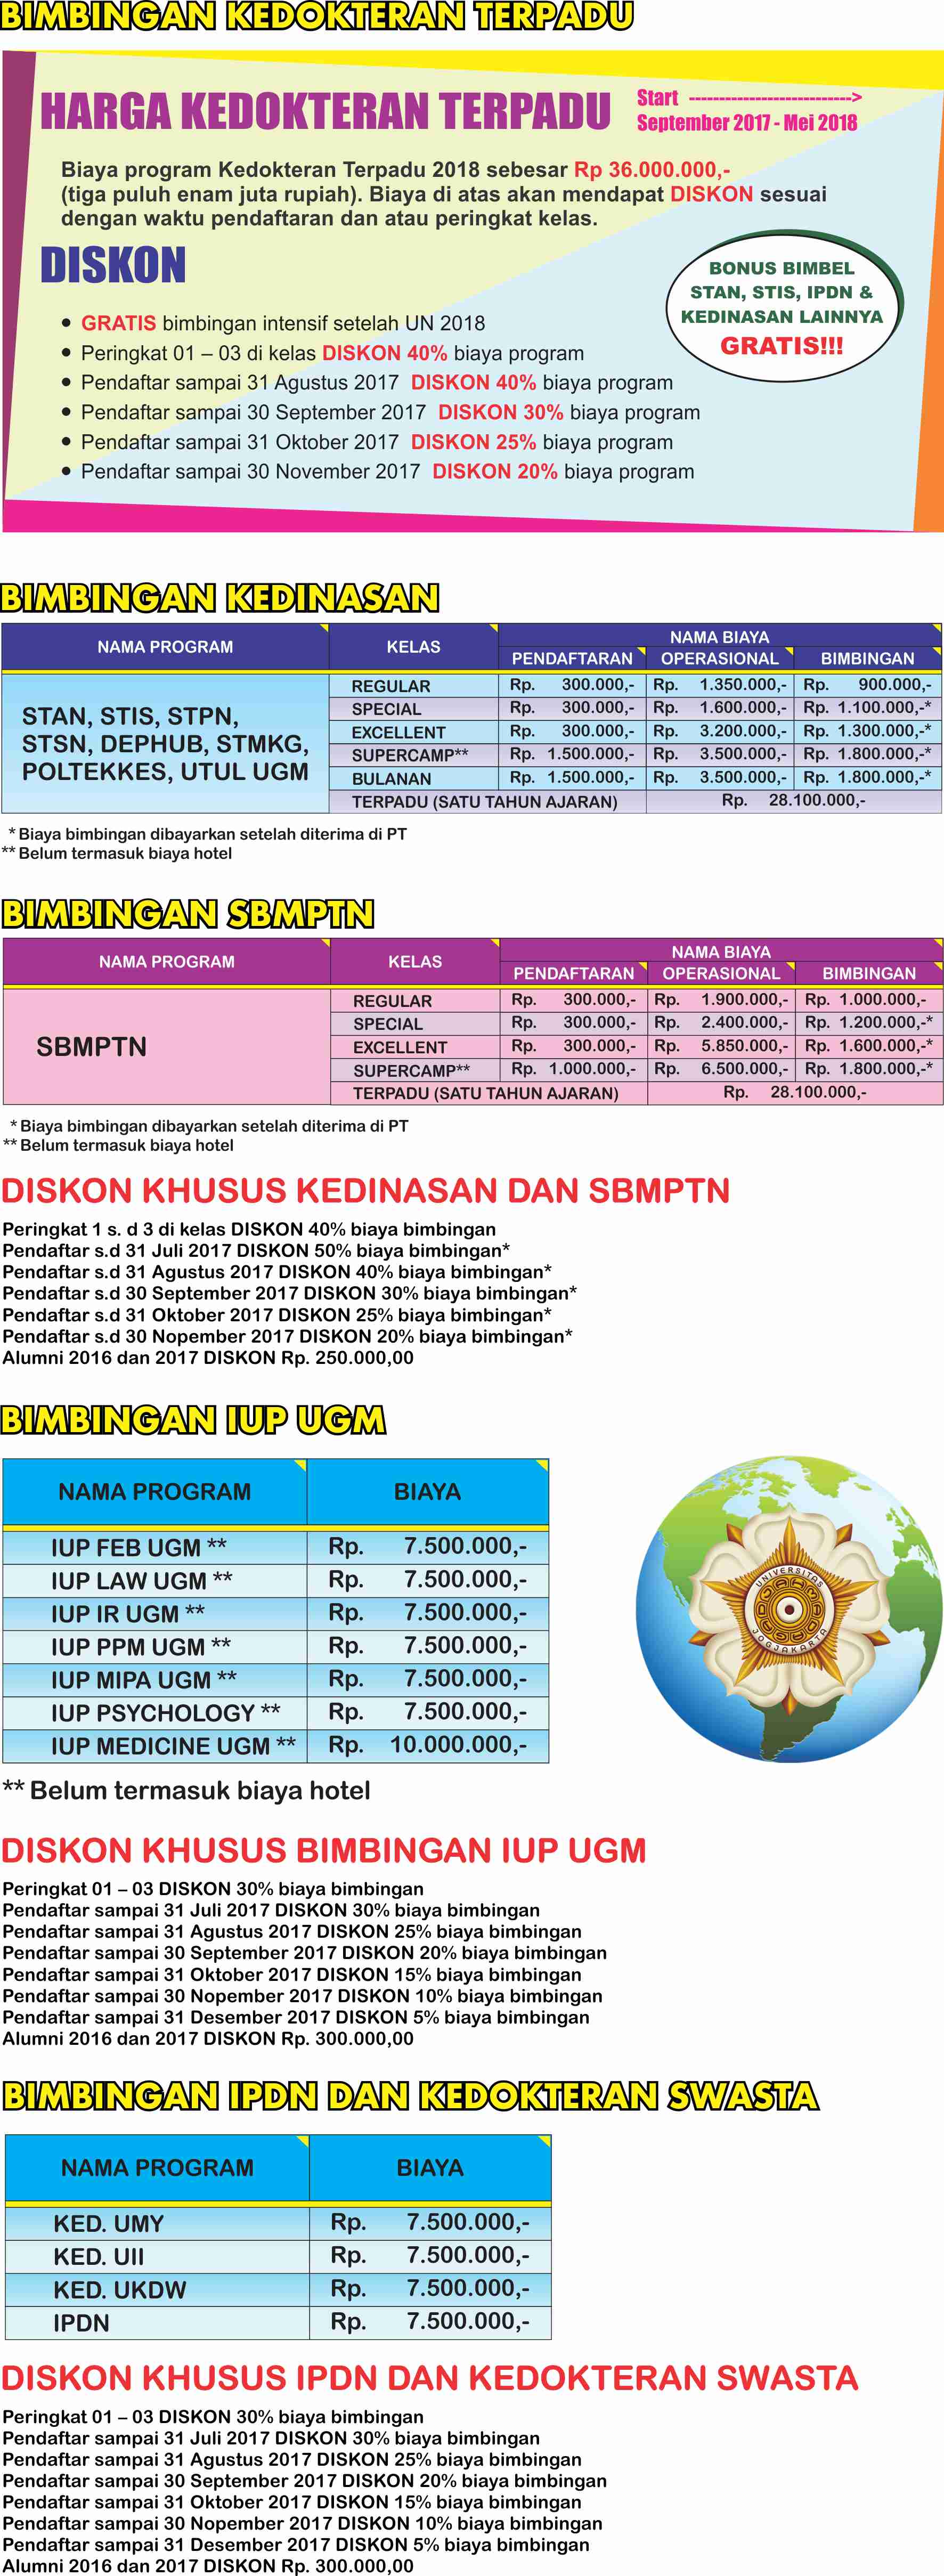 BIMBINGAN KEDOKTERAN TERPADU
HARGA KEDOKTERAN TERPADU
Start --------------------------->
September 2017 - Mei 2018
Biaya program Kedokteran Terpadu 2018 sebesar Rp 36.000.000,-
(tiga puluh enam juta rupiah). Biaya di atas akan mendapat DISKON sesuai
dengan waktu pendaftaran dan atau peringkat kelas.
DISKON
BONUS BIMBEL
STAN, STIS, IPDN &
KEDINASAN LAINNYA
GRATIS!!!
• GRATIS bimbingan intensif setelah UN 2018
• Peringkat 01 – 03 di kelas DISKON 40% biaya program
• Pendaftar sampai 31 Agustus 2017 DISKON 40% biaya program
• Pendaftar sampai 30 September 2017 DISKON 30% biaya program
• Pendaftar sampai 31 Oktober 2017 DISKON 25% biaya program
• Pendaftar sampai 30 November 2017 DISKON 20% biaya program
BIMBINGAN KEDINASAN
NAMA PROGRAM KELAS NAMA BIAYA
PENDAFTARAN OPERASIONAL BIMBINGAN
STAN, STIS, STPN,
STSN, DEPHUB, STMKG,
POLTEKKES, UTUL UGM
REGULAR Rp. 300.000,- Rp. 1.350.000,- Rp. 900.000,-
SPECIAL Rp. 300.000,- Rp. 1.600.000,- Rp. 1.100.000,-*
EXCELLENT Rp. 300.000,- Rp. 3.200.000,- Rp. 1.300.000,-*
SUPERCAMP** Rp. 1.500.000,- Rp. 3.500.000,- Rp. 1.800.000,-*
BULANAN Rp. 1.500.000,- Rp. 3.500.000,- Rp. 1.800.000,-*
TERPADU (SATU TAHUN AJARAN) Rp. 28.100.000,-
* Biaya bimbingan dibayarkan setelah diterima di PT
** Belum termasuk biaya hotel
BIMBINGAN SBMPTN
NAMA PROGRAM KELAS NAMA BIAYA
PENDAFTARAN OPERASIONAL BIMBINGAN
SBMPTN
REGULAR Rp. 300.000,- Rp. 1.900.000,- Rp. 1.000.000,-
SPECIAL Rp. 300.000,- Rp. 2.400.000,- Rp. 1.200.000,-*
EXCELLENT Rp. 300.000,- Rp. 5.850.000,- Rp. 1.600.000,-*
SUPERCAMP** Rp. 1.000.000,- Rp. 6.500.000,- Rp. 1.800.000,-*
TERPADU (SATU TAHUN AJARAN) Rp. 28.100.000,-
* Biaya bimbingan dibayarkan setelah diterima di PT
** Belum termasuk biaya hotel
DISKON KHUSUS KEDINASAN DAN SBMPTN
Peringkat 1 s. d 3 di kelas DISKON 40% biaya bimbingan
Pendaftar s.d 31 Juli 2017 DISKON 50% biaya bimbingan*
Pendaftar s.d 31 Agustus 2017 DISKON 40% biaya bimbingan*
Pendaftar s.d 30 September 2017 DISKON 30% biaya bimbingan*
Pendaftar s.d 31 Oktober 2017 DISKON 25% biaya bimbingan*
Pendaftar s.d 30 Nopember 2017 DISKON 20% biaya bimbingan*
Alumni 2016 dan 2017 DISKON Rp. 250.000,00
BIMBINGAN IUP UGM
NAMA PROGRAM BIAYA
IUP FEB UGM ** Rp. 7.500.000,-
IUP LAW UGM ** Rp. 7.500.000,-
IUP IR UGM ** Rp. 7.500.000,-
IUP PPM UGM ** Rp. 7.500.000,-
IUP MIPA UGM ** Rp. 7.500.000,-
IUP PSYCHOLOGY ** Rp. 7.500.000,-
IUP MEDICINE UGM ** Rp. 10.000.000,-
UNIVERSITAS
JOGJAKARTA
** Belum termasuk biaya hotel
DISKON KHUSUS BIMBINGAN IUP UGM
Peringkat 01 – 03 DISKON 30% biaya bimbingan
Pendaftar sampai 31 Juli 2017 DISKON 30% biaya bimbingan
Pendaftar sampai 31 Agustus 2017 DISKON 25% biaya bimbingan
Pendaftar sampai 30 September 2017 DISKON 20% biaya bimbingan
Pendaftar sampai 31 Oktober 2017 DISKON 15% biaya bimbingan
Pendaftar sampai 30 Nopember 2017 DISKON 10% biaya bimbingan
Pendaftar sampai 31 Desember 2017 DISKON 5% biaya bimbingan
Alumni 2016 dan 2017 DISKON Rp. 300.000,00
BIMBINGAN IPDN DAN KEDOKTERAN SWASTA
NAMA PROGRAM BIAYA
KED. UMY Rp. 7.500.000,-
KED. UII Rp. 7.500.000,-
KED. UKDW Rp. 7.500.000,-
IPDN Rp. 7.500.000,-
DISKON KHUSUS IPDN DAN KEDOKTERAN SWASTA
Peringkat 01 – 03 DISKON 30% biaya bimbingan
Pendaftar sampai 31 Juli 2017 DISKON 30% biaya bimbingan
Pendaftar sampai 31 Agustus 2017 DISKON 25% biaya bimbingan
Pendaftar sampai 30 September 2017 DISKON 20% biaya bimbingan
Pendaftar sampai 31 Oktober 2017 DISKON 15% biaya bimbingan
Pendaftar sampai 30 Nopember 2017 DISKON 10% biaya bimbingan
Pendaftar sampai 31 Desember 2017 DISKON 5% biaya bimbingan
Alumni 2016 dan 2017 DISKON Rp. 300.000,00